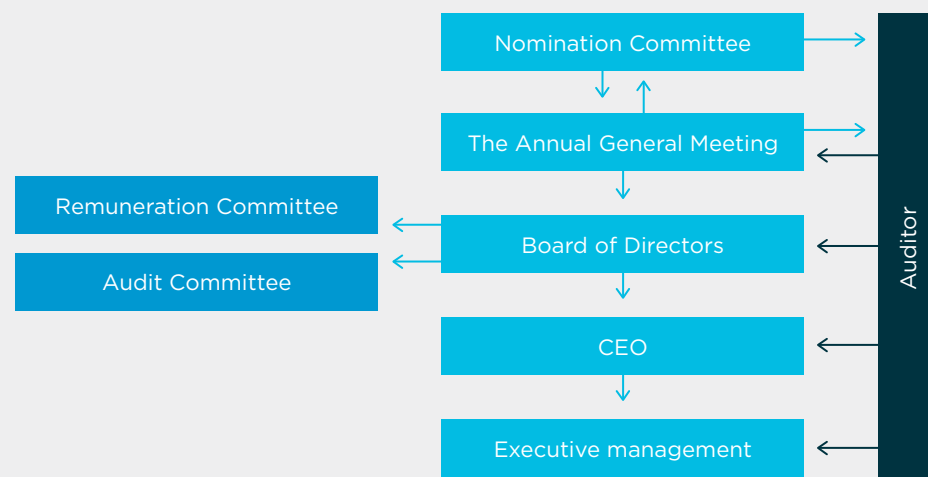 Nomination Committee
The Annual General Meeting
Remuneration Committee
Board of Directors
Audit Committee
CEO
Executive management
Auditor